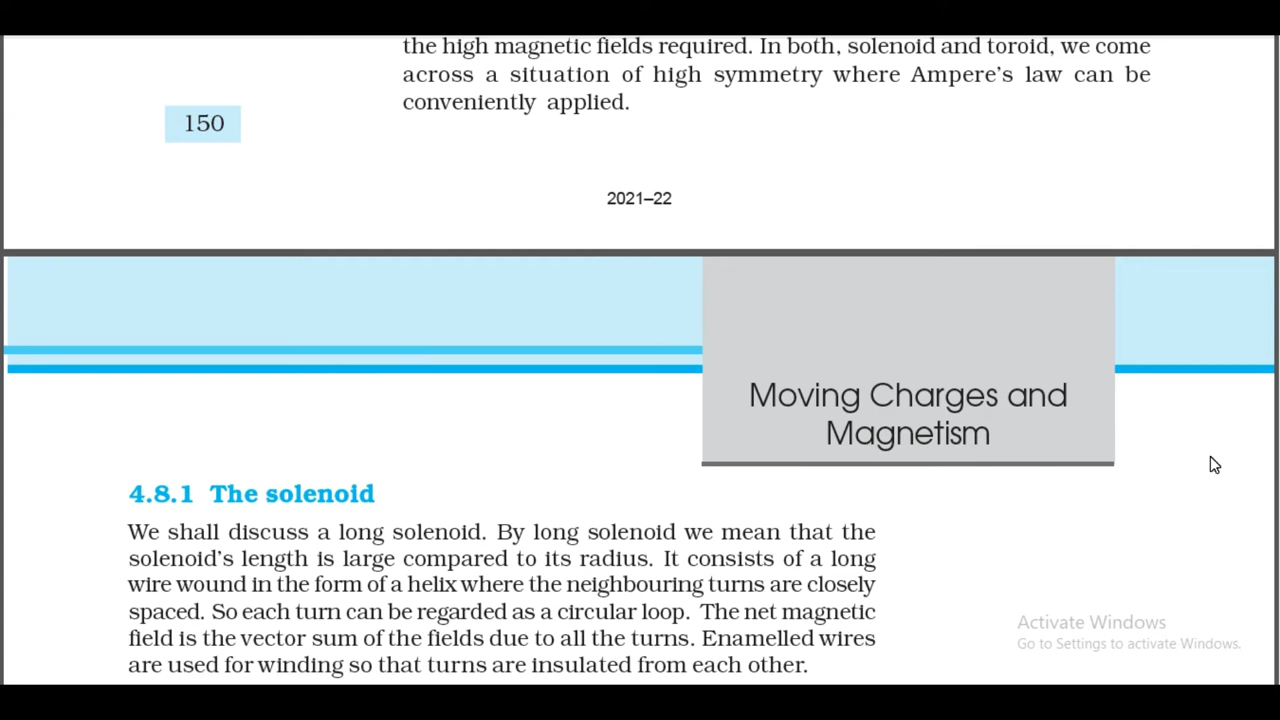 the high magnetic fields required. In both, solenoid and toroid, we come
across a situation of high symmetry where Ampere's law can be
conveniently applied.
150
2021–22
Moving Charges and
Magnetism
4.8.1 The solenoid
We shall discuss a long solenoid. By long solenoid we mean that the
solenoid's length is large compared to its radius. It consists of a long
wire wound in the form of a helix where the neighbouring turns are closely
spaced. So each turn can be regarded as a circular loop. The net magnetic
field is the vector sum of the fields due to all the turns. Enamelled wires
are used for winding so that turns are insulated from each other.
Activate Windows
Go to Settings to activate Windows.